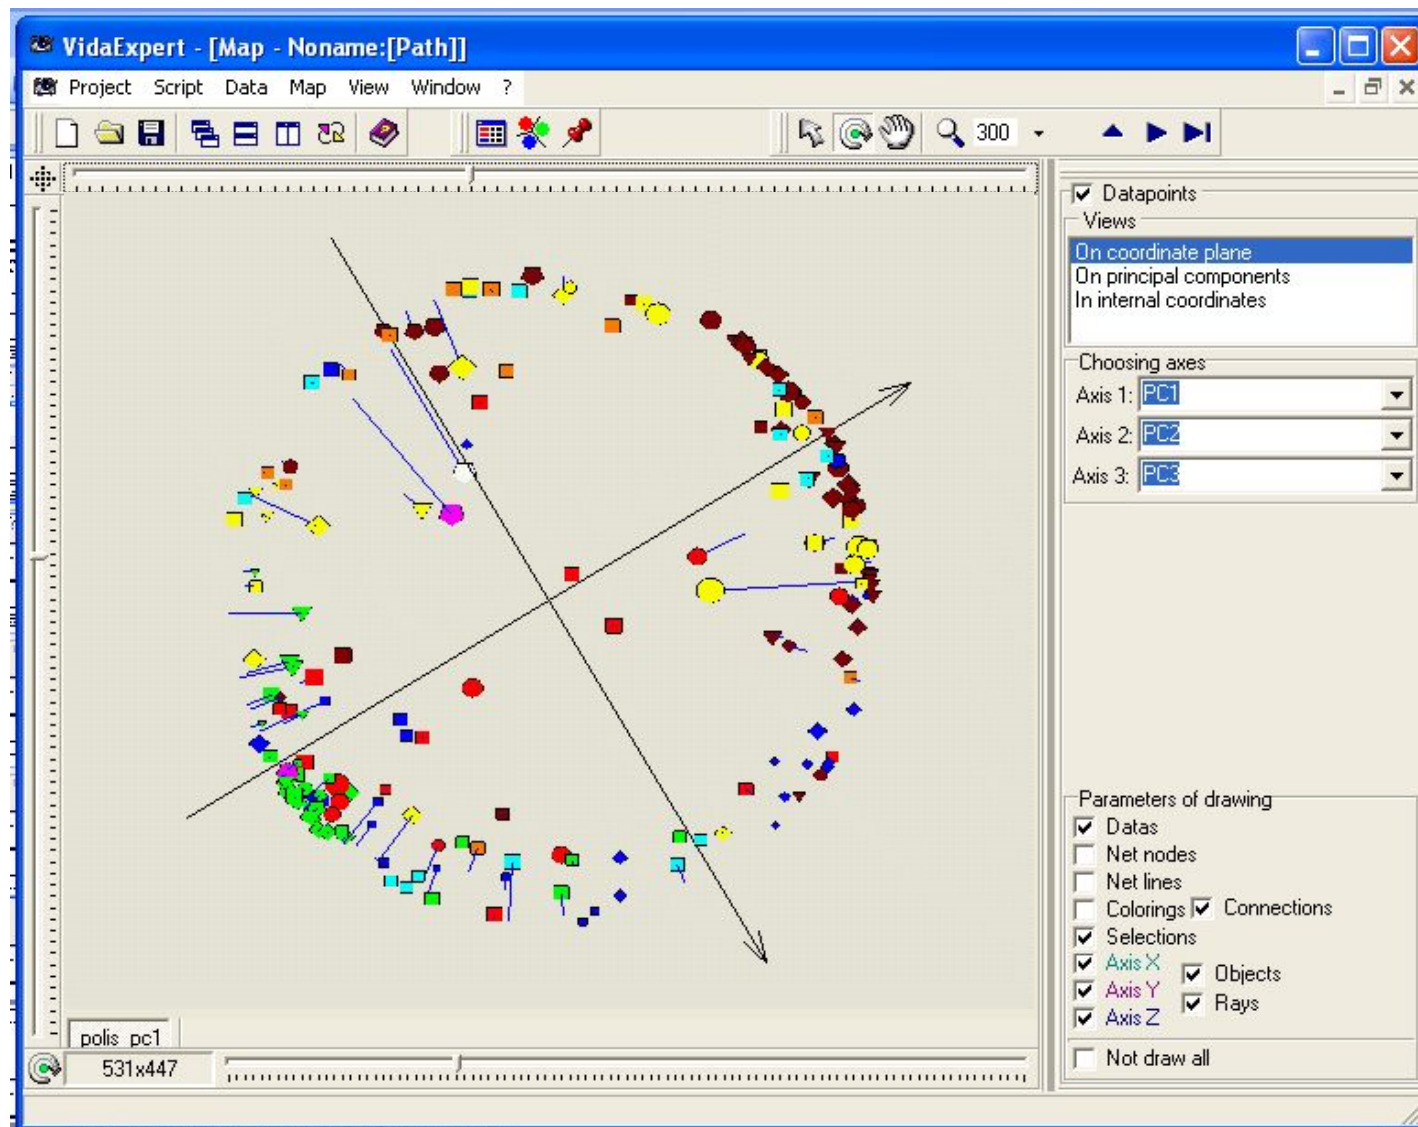 VidaExpert - [Map - Noname:[Path]]
Project Script Data Map View Window ?
300
Datapoints
Views
On coordinate plane
On principal components
In internal coordinates
Choosing axes
Axis 1: PC1
Axis 2: PC2
Axis 3: PC3
Parameters of drawing
Datas
Net nodes
Net lines
Colorings Connections
Selections
Axis X
Objects
Axis Y
Rays
Axis Z
Not draw all
polis_pc1
531x447